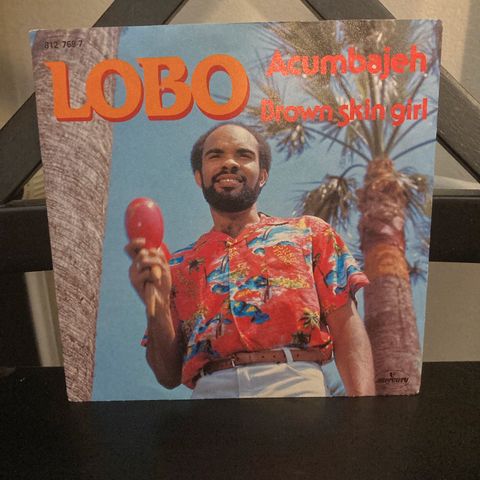 812 768-7
LOBO
Acumbajeh
Brown skin girl
mercury